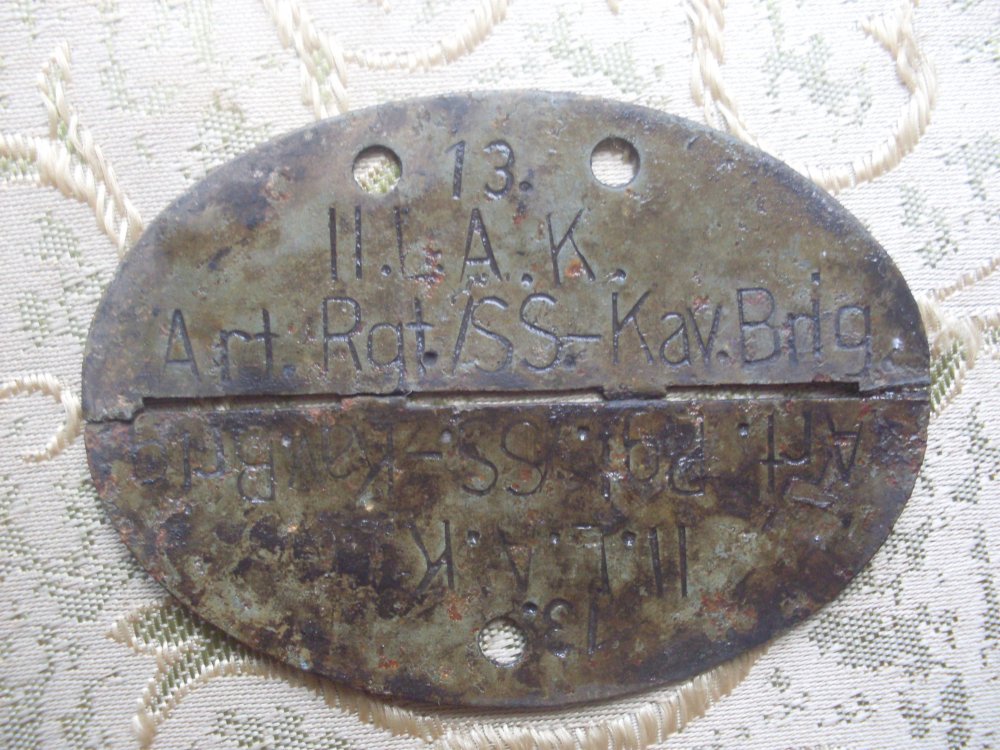 13.
II.L.A.K.
Art. Rgt./SS-Kav.Brig.
Art. Rgt./SS-Kav.Brig
II.L.A.K
13.